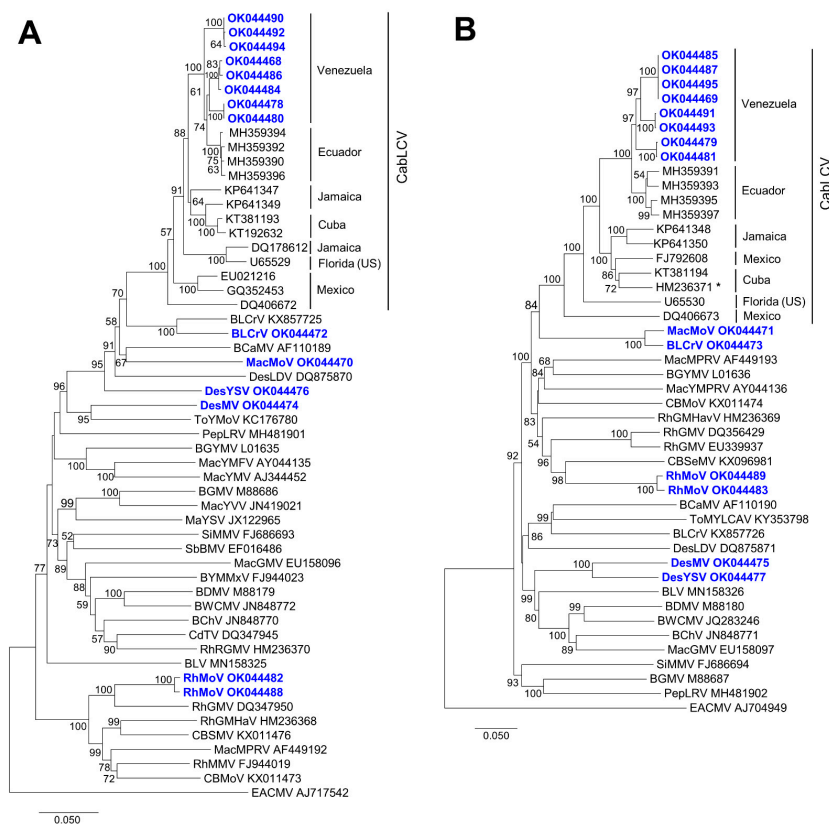 A
OK044490
OK044492
OK044494
OK044468
OK044486
OK044484
OK044478
OK044480
MH359394
MH359392
MH359390
MH359396
KP641347
KP641349
KT381193
KT192632
DQ178612
U65529
EU021216
GQ352453
DQ406672
BLCrV KX857725
BLCrV OK044472
BCaMV AF110189
MacMoV OK044470
DesLDV DQ875870
DesYSV OK044476
DesMV OK044474
ToYMoV KC176780
PepLRV MH481901
BGYMV L01635
MacYMFV AY044135
MacYMV AJ344452
BGMV M88686
MacYVV JN419021
MaYSV JX122965
SiMMV FJ686693
SbBMV EF016486
MacGMV EU158096
BYMMxV FJ944023
BDMV M88179
BWCMV JN848772
BChV JN848770
CdTV DQ347945
RhRGMV HM236370
BLV MN158325
RhMoV OK044482
RhMoV OK044488
RhGMV DQ347950
RhGMHaV HM236368
CBSMV KX011476
MacMPRV AF449192
RhMMV FJ944019
CBMoV KX011473
EACMV AJ717542
Venezuela
Ecuador
Jamaica
Cuba
Jamaica
Florida (US)
Mexico
CabLCV
100
64
83
100
100
100
61
74
100
75
63
88
64
100
91
100
57
100
100
70
58
100
91
67
95
96
95
100
100
99
73
52
89
88
100
59
57
90
77
100
100
100
99
99
78
72
0.050
B
OK044485
OK044487
OK044495
OK044469
OK044491
OK044493
OK044479
OK044481
MH359391
MH359393
MH359395
MH359397
KP641348
KP641350
FJ792608
KT381194
HM236371 *
U65530
DQ406673
MacMoV OK044471
BLCrV OK044473
MacMPRV AF449193
BGYMV L01636
MacYMPRV AY044136
CBMoV KX011474
RhGMHavV HM236369
RhGMV DQ356429
RhGMV EU339937
CBSeMV KX096981
RhMoV OK044489
RhMoV OK044483
BCaMV AF110190
ToMYLCAV KY353798
BLCrV KX857726
DesLDV DQ875871
DesMV OK044475
DesYSV OK044477
BLV MN158326
BDMV M88180
BWCMV JQ283246
BChV JN848771
MacGMV EU158097
SiMMV FJ686694
BGMV M88687
PepLRV MH481902
EACMV AJ704949
Venezuela
Ecuador
Jamaica
Mexico
Cuba
Florida (US)
Mexico
CabLCV
100
97
97
100
100
100
54
99
100
100
86
72
100
100
84
100
100
68
84
83
100
54
96
98
100
92
99
86
100
99
80
99
100
89
93
100
0.050